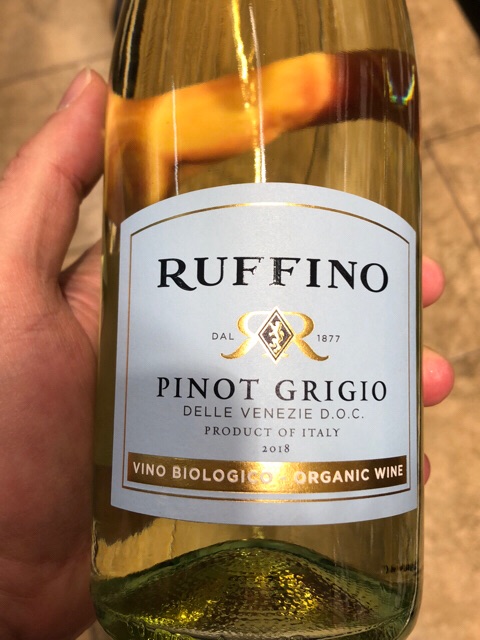 RUFFINO
DAL 1877
PINOT GRIGIO
DELLE VENEZIE D.O.C.
PRODUCT OF ITALY
2018
VINO BIOLOGICO ORGANIC WINE